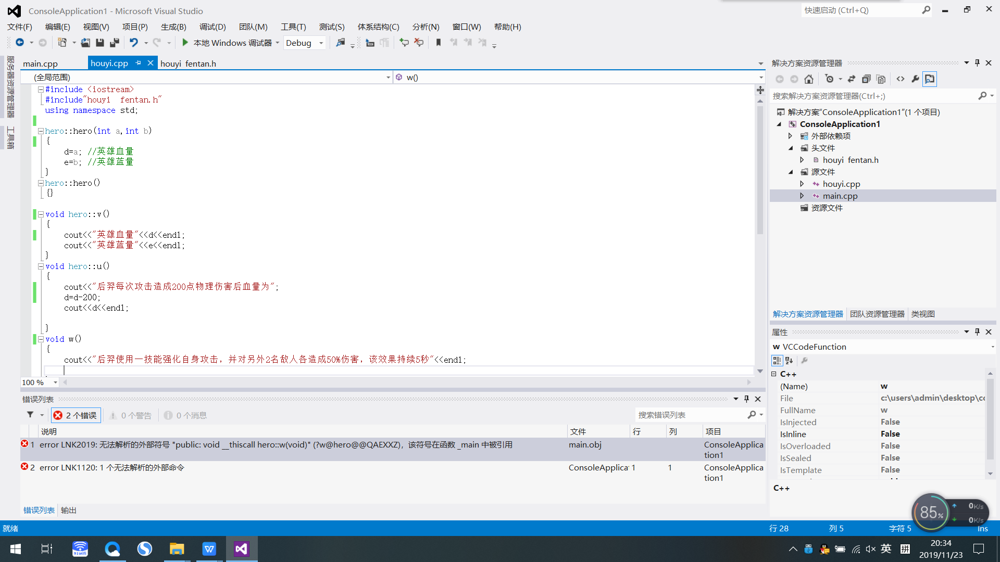 ConsoleApplication1 - Microsoft Visual Studio
快速启动 (Ctrl+Q)
文件(F) 编辑(E) 视图(V) 项目(P) 生成(B) 调试(D) 团队(M) 工具(T) 测试(S) 体系结构(C) 分析(N) 窗口(W) 帮助(H)
本地 Windows 调试器 Debug
服务器资源管理器
工具箱
main.cpp houyi.cpp houyi fentan.h
(全局范围) w()
#include <iostream>
#include"houyi  fentan.h"
using namespace std;
hero::hero(int a,int b)
{
d=a; //英雄血量
e=b; //英雄蓝量
}
hero::hero()
{}
void hero::v()
{
cout<<"英雄血量"<<d<<endl;
cout<<"英雄蓝量"<<e<<endl;
}
void hero::u()
{
cout<<"后羿每次攻击造成200点物理伤害后血量为";
d=d-200;
cout<<d<<endl;
}
void w()
{
cout<<"后羿使用一技能强化自身攻击，并对另外2名敌人各造成50%伤害，该效果持续5秒"<<endl;
100 %
错误列表
2 个错误 0 个警告 0 个消息
搜索错误列表
说明 文件 行 列 项目
1 error LNK2019: 无法解析的外部符号 "public: void __thiscall hero::w(void)" (?w@hero@@QAEXXZ)，该符号在函数 _main 中被引用 main.obj ConsoleApplica
tion1
2 error LNK1120: 1 个无法解析的外部命令 ConsoleApplica 1 1 ConsoleApplica
tion1
错误列表 输出
解决方案资源管理器
搜索解决方案资源管理器(Ctrl+;)
解决方案“ConsoleApplication1”(1 个项目)
ConsoleApplication1
外部依赖项
头文件
houyi fentan.h
源文件
houyi.cpp
main.cpp
资源文件
解决方案资源管理器 团队资源管理器 类视图
属性
w VCCodeFunction
C++
(Name) w
File c:\users\admin\desktop\co
FullName w
IsInjected False
IsInline False
IsOverloaded False
IsSealed False
IsTemplate False
C++
85%
0K/s
0K/s
就绪 行 28 列 5 字符 5 Ins
91wifi
英 拼
20:34
2019/11/23